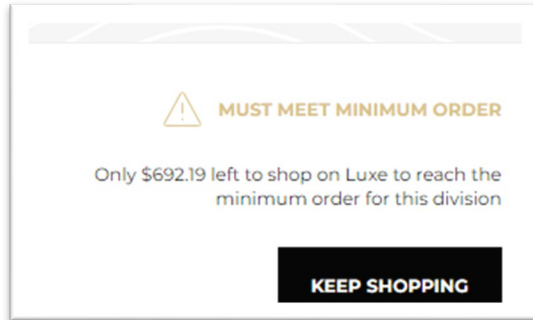 MUST MEET MINIMUM ORDER
Only $692.19 left to shop on Luxe to reach the
minimum order for this division
KEEP SHOPPING